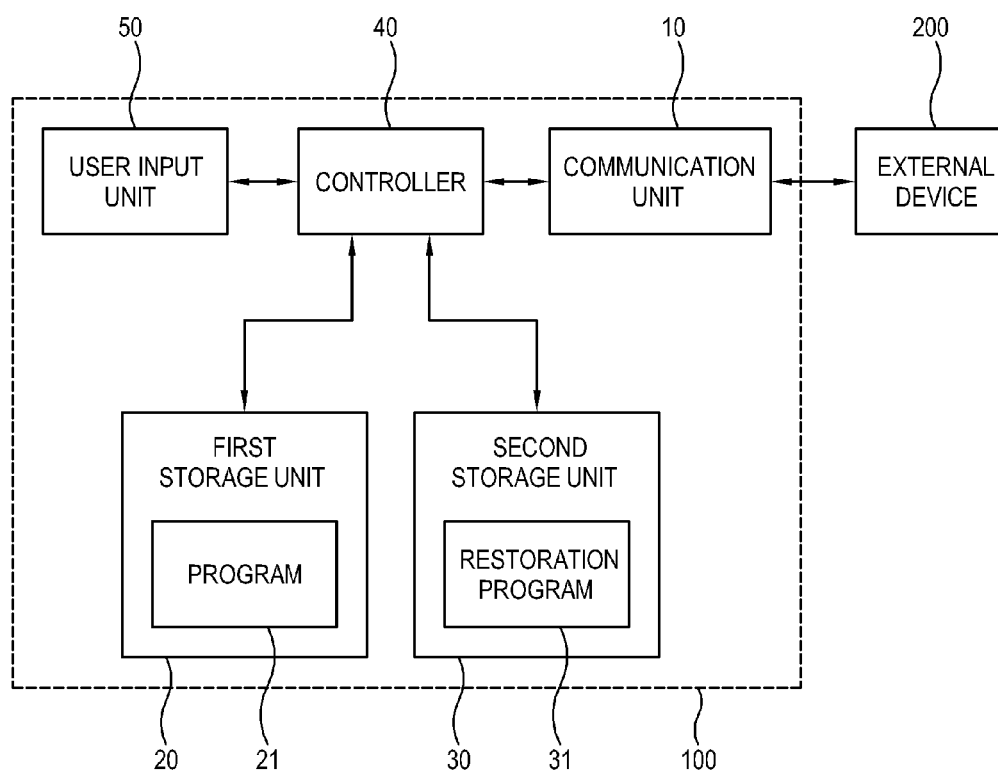 50
40
10
200
USER INPUT
UNIT
CONTROLLER
COMMUNICATION
UNIT
EXTERNAL
DEVICE
FIRST
STORAGE UNIT
PROGRAM
SECOND
STORAGE UNIT
RESTORATION
PROGRAM
20
21
30
31
100